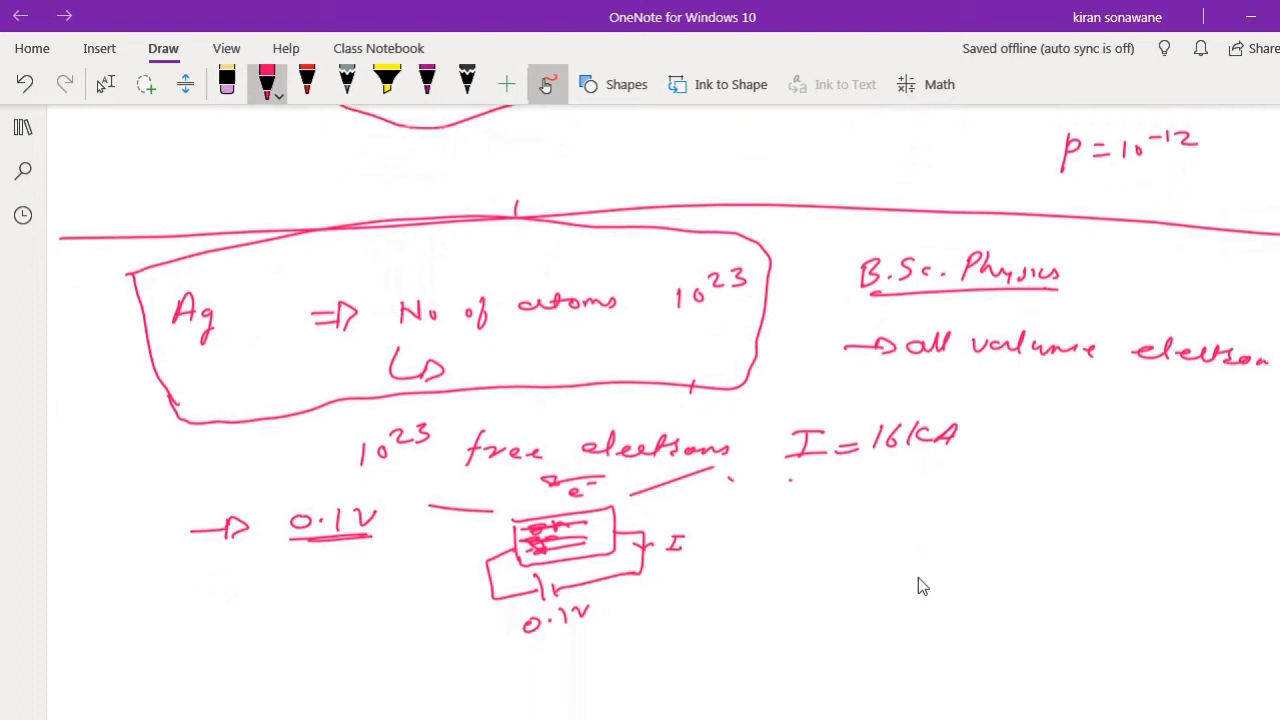 OneNote for Windows 10
kiran sonawane
Home Insert Draw View Help Class Notebook
Saved offline (auto sync is off)
Share
Shapes
Ink to Shape
Ink to Text
Math
p = 10-12
B.Sc. Physics
Ag ⇒ No of atoms 10²³
→ all valance electron
10²³ free electrons I = 16KA
e-
→ 0.1V
I
0.1V